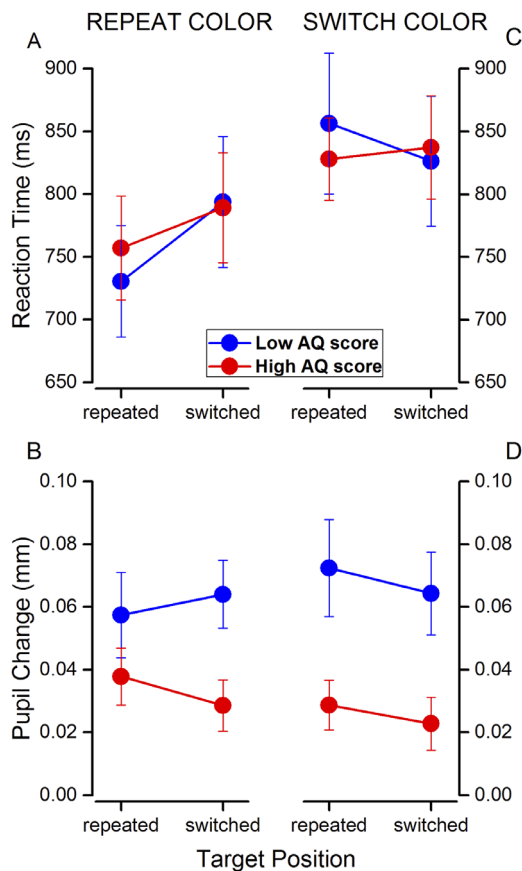 REPEAT COLOR SWITCH COLOR
A C
Reaction Time (ms)
900 900
850 850
800 800
750 750
700 700
650 650
Low AQ score
High AQ score
repeated switched repeated switched
B D
Pupil Change (mm)
0.10 0.10
0.08 0.08
0.06 0.06
0.04 0.04
0.02 0.02
0.00 0.00
repeated switched repeated switched
Target Position